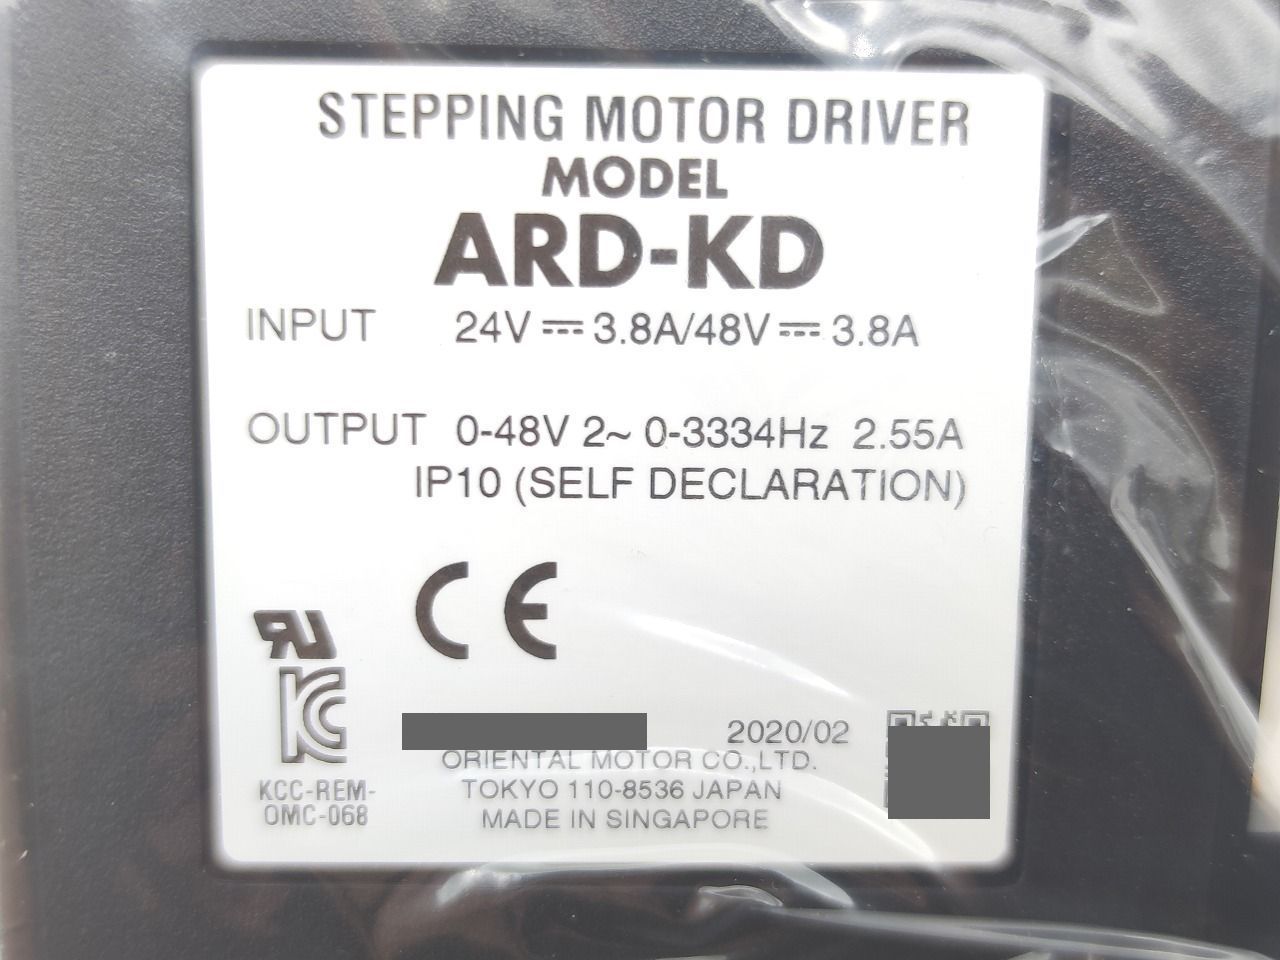 STEPPING MOTOR DRIVER
MODEL
ARD-KD
INPUT 24V ⎓ 3.8A/48V ⎓ 3.8A
OUTPUT 0-48V 2~ 0-3334Hz 2.55A
IP10 (SELF DECLARATION)
CE
RU
KC
2020/02
ORIENTAL MOTOR CO.,LTD.
KCC-REM-
OMC-068
TOKYO 110-8536 JAPAN
MADE IN SINGAPORE